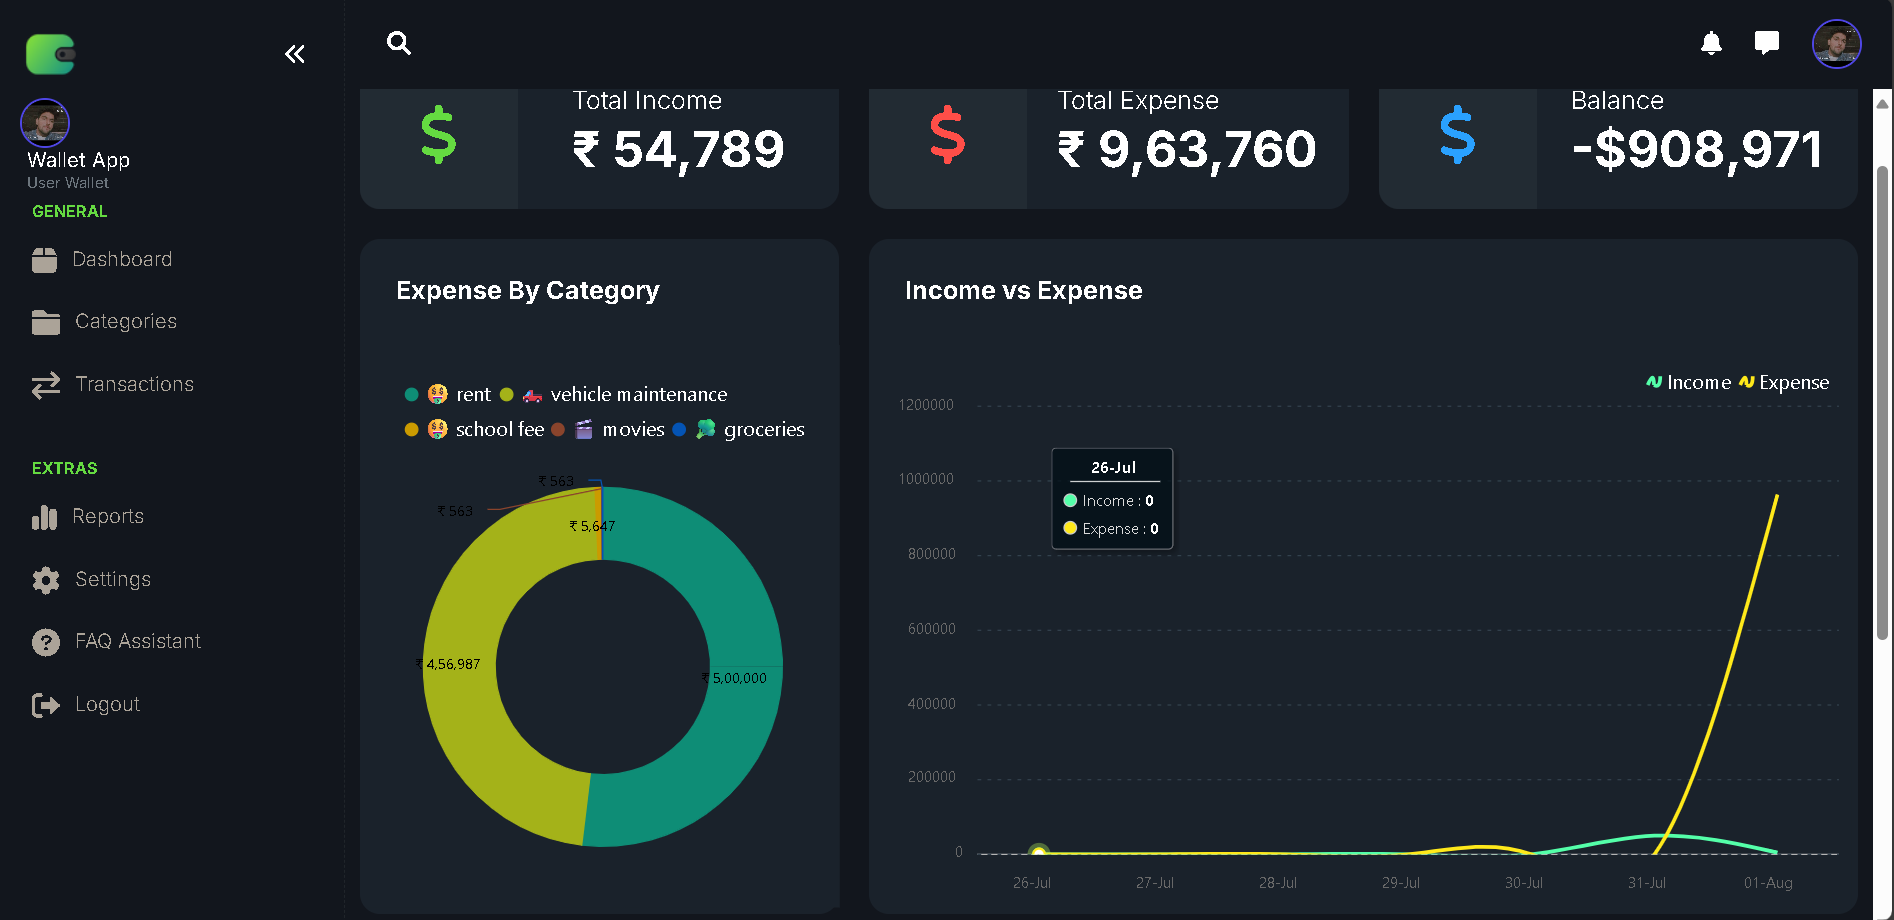 Wallet App
User Wallet
GENERAL
Dashboard
Categories
Transactions
EXTRAS
Reports
Settings
FAQ Assistant
Logout
Total Income
₹ 54,789
Total Expense
₹ 9,63,760
Balance
-$908,971
Expense By Category
rent vehicle maintenance
school fee movies groceries
₹ 563
₹ 563
₹ 5,647
₹ 4,56,987
₹ 5,00,000
Income vs Expense
Income Expense
1200000
1000000
800000
600000
400000
200000
0
26-Jul
Income : 0
Expense : 0
26-Jul 27-Jul 28-Jul 29-Jul 30-Jul 31-Jul 01-Aug